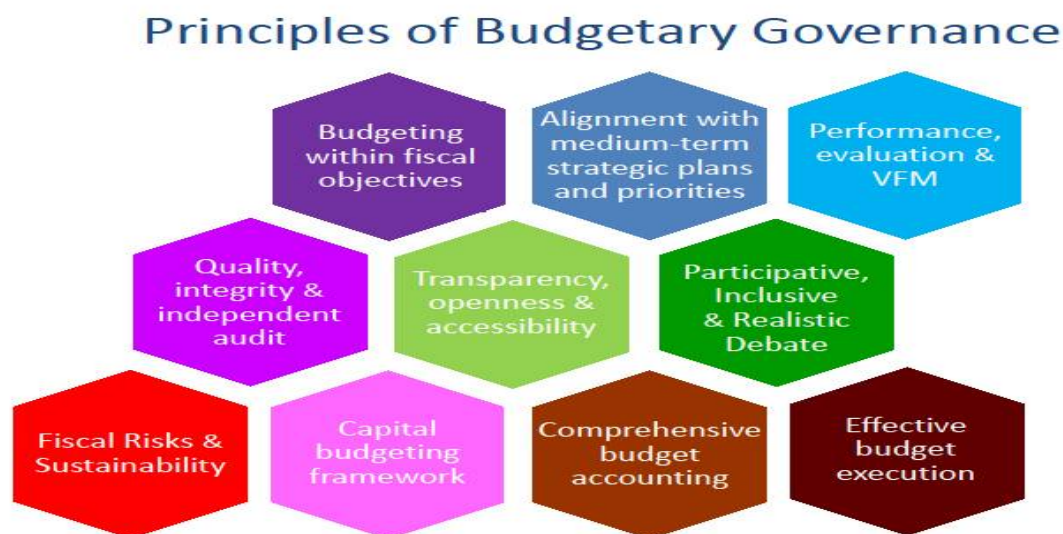 Principles of Budgetary Governance
Budgeting
within fiscal
objectives
Alignment with
medium-term
strategic plans
and priorities
Performance,
evaluation &
VFM
Quality,
integrity &
independent
audit
Transparency,
openness &
accessibility
Participative,
Inclusive
& Realistic
Debate
Fiscal Risks &
Sustainability
Capital
budgeting
framework
Comprehensive
budget
accounting
Effective
budget
execution